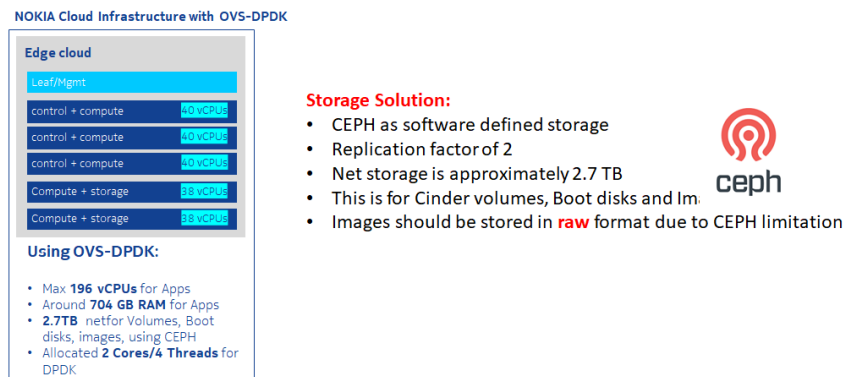 NOKIA Cloud Infrastructure with OVS-DPDK
Edge cloud
Leaf/Mgmt
control + compute 40 vCPUs
control + compute 40 vCPUs
control + compute 40 vCPUs
Compute + storage 38 vCPUs
Compute + storage 38 vCPUs
Using OVS-DPDK:
• Max 196 vCPUs for Apps
• Around 704 GB RAM for Apps
• 2.7TB netfor Volumes, Boot
disks, images, using CEPH
• Allocated 2 Cores/4 Threads for
DPDK
Storage Solution:
• CEPH as software defined storage
• Replication factor of 2
• Net storage is approximately 2.7 TB
• This is for Cinder volumes, Boot disks and
• Images should be stored in raw format due to CEPH limitation
ceph